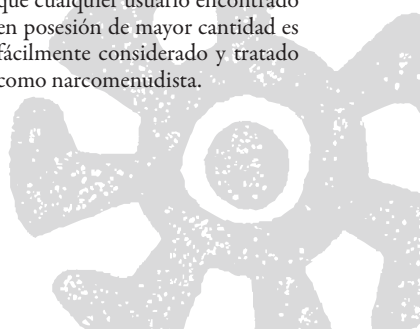 que cualquier usuario encontrado
en posesión de mayor cantidad es
fácilmente considerado y tratado
como narcomenudista.